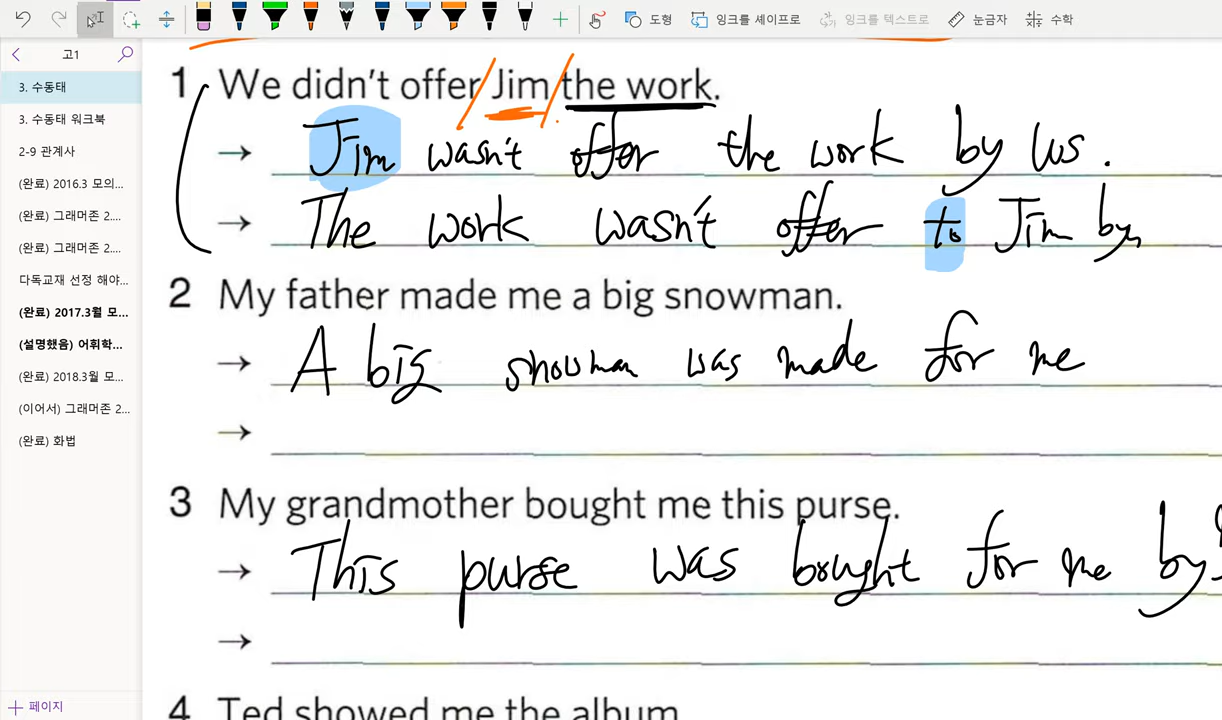 도형 잉크를 셰이프로 잉크를 텍스트로 눈금자 수학
고1
3. 수동태
3. 수동태 워크북
2-9 관계사
(완료) 2016.3 모의...
(완료) 그래머존 2....
(완료) 그래머존 2....
다독교재 선정 해야...
(완료) 2017.3월 모...
(설명했음) 어휘학...
(완료) 2018.3월 모...
(이어서) 그래머존 2...
(완료) 화법
페이지
1 We didn't offer Jim the work.
→ Jim wasn't offer the work by us.
→ The work wasn't offer to Jim by
2 My father made me a big snowman.
→ A big snowman was made for me
→
3 My grandmother bought me this purse.
→ This purse was bought for me by
→
4 Ted showed me the album